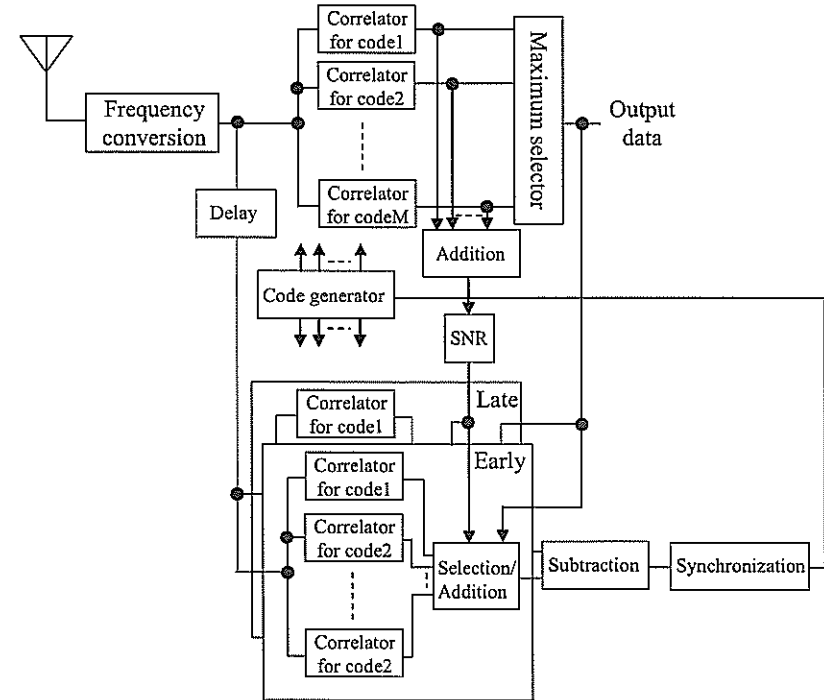 Correlator
for code1
Correlator
for code2
Correlator
for codeM
Maximum selector
Frequency
conversion
Output
data
Delay
Addition
Code generator
SNR
Late
Correlator
for code1
Early
Correlator
for code1
Correlator
for code2
Selection/
Addition
Subtraction
Synchronization
Correlator
for code2